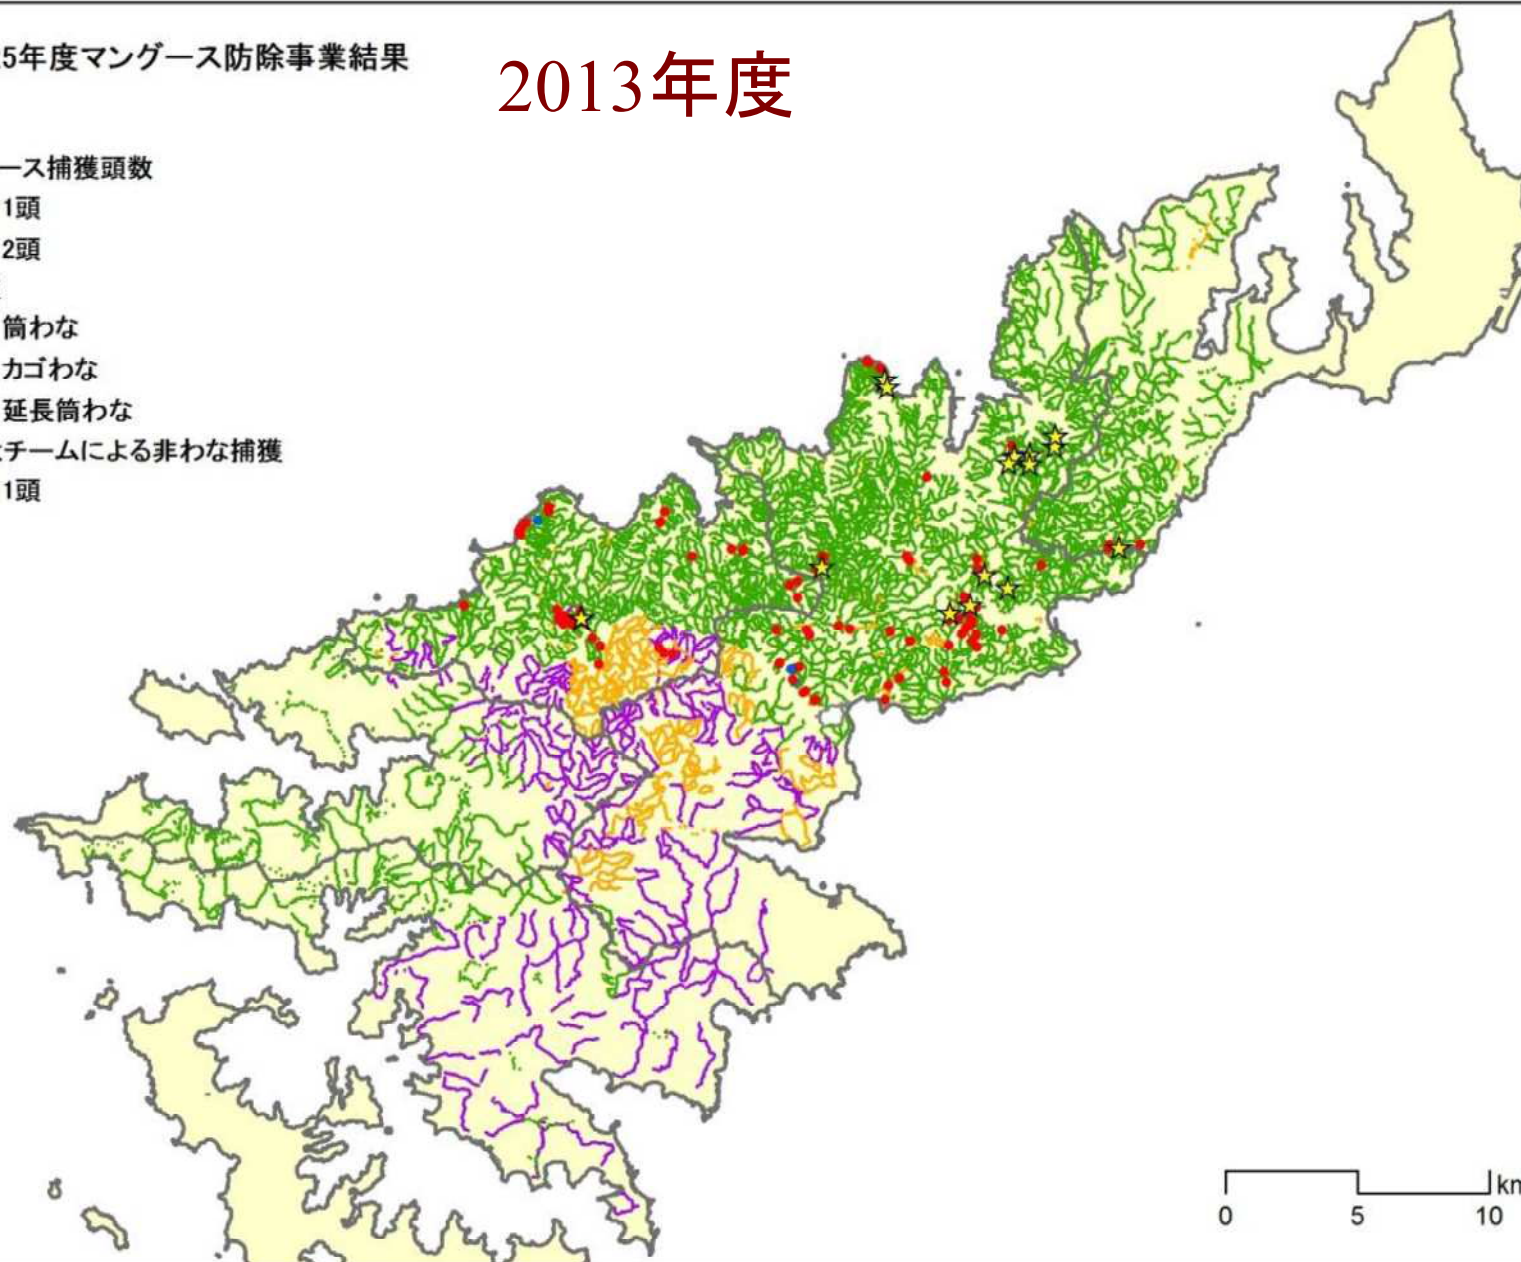 5年度マングース防除事業結果
2013年度
ース捕獲頭数
1頭
2頭
筒わな
カゴわな
延長筒わな
チームによる非わな捕獲
1頭
km
0 5 10